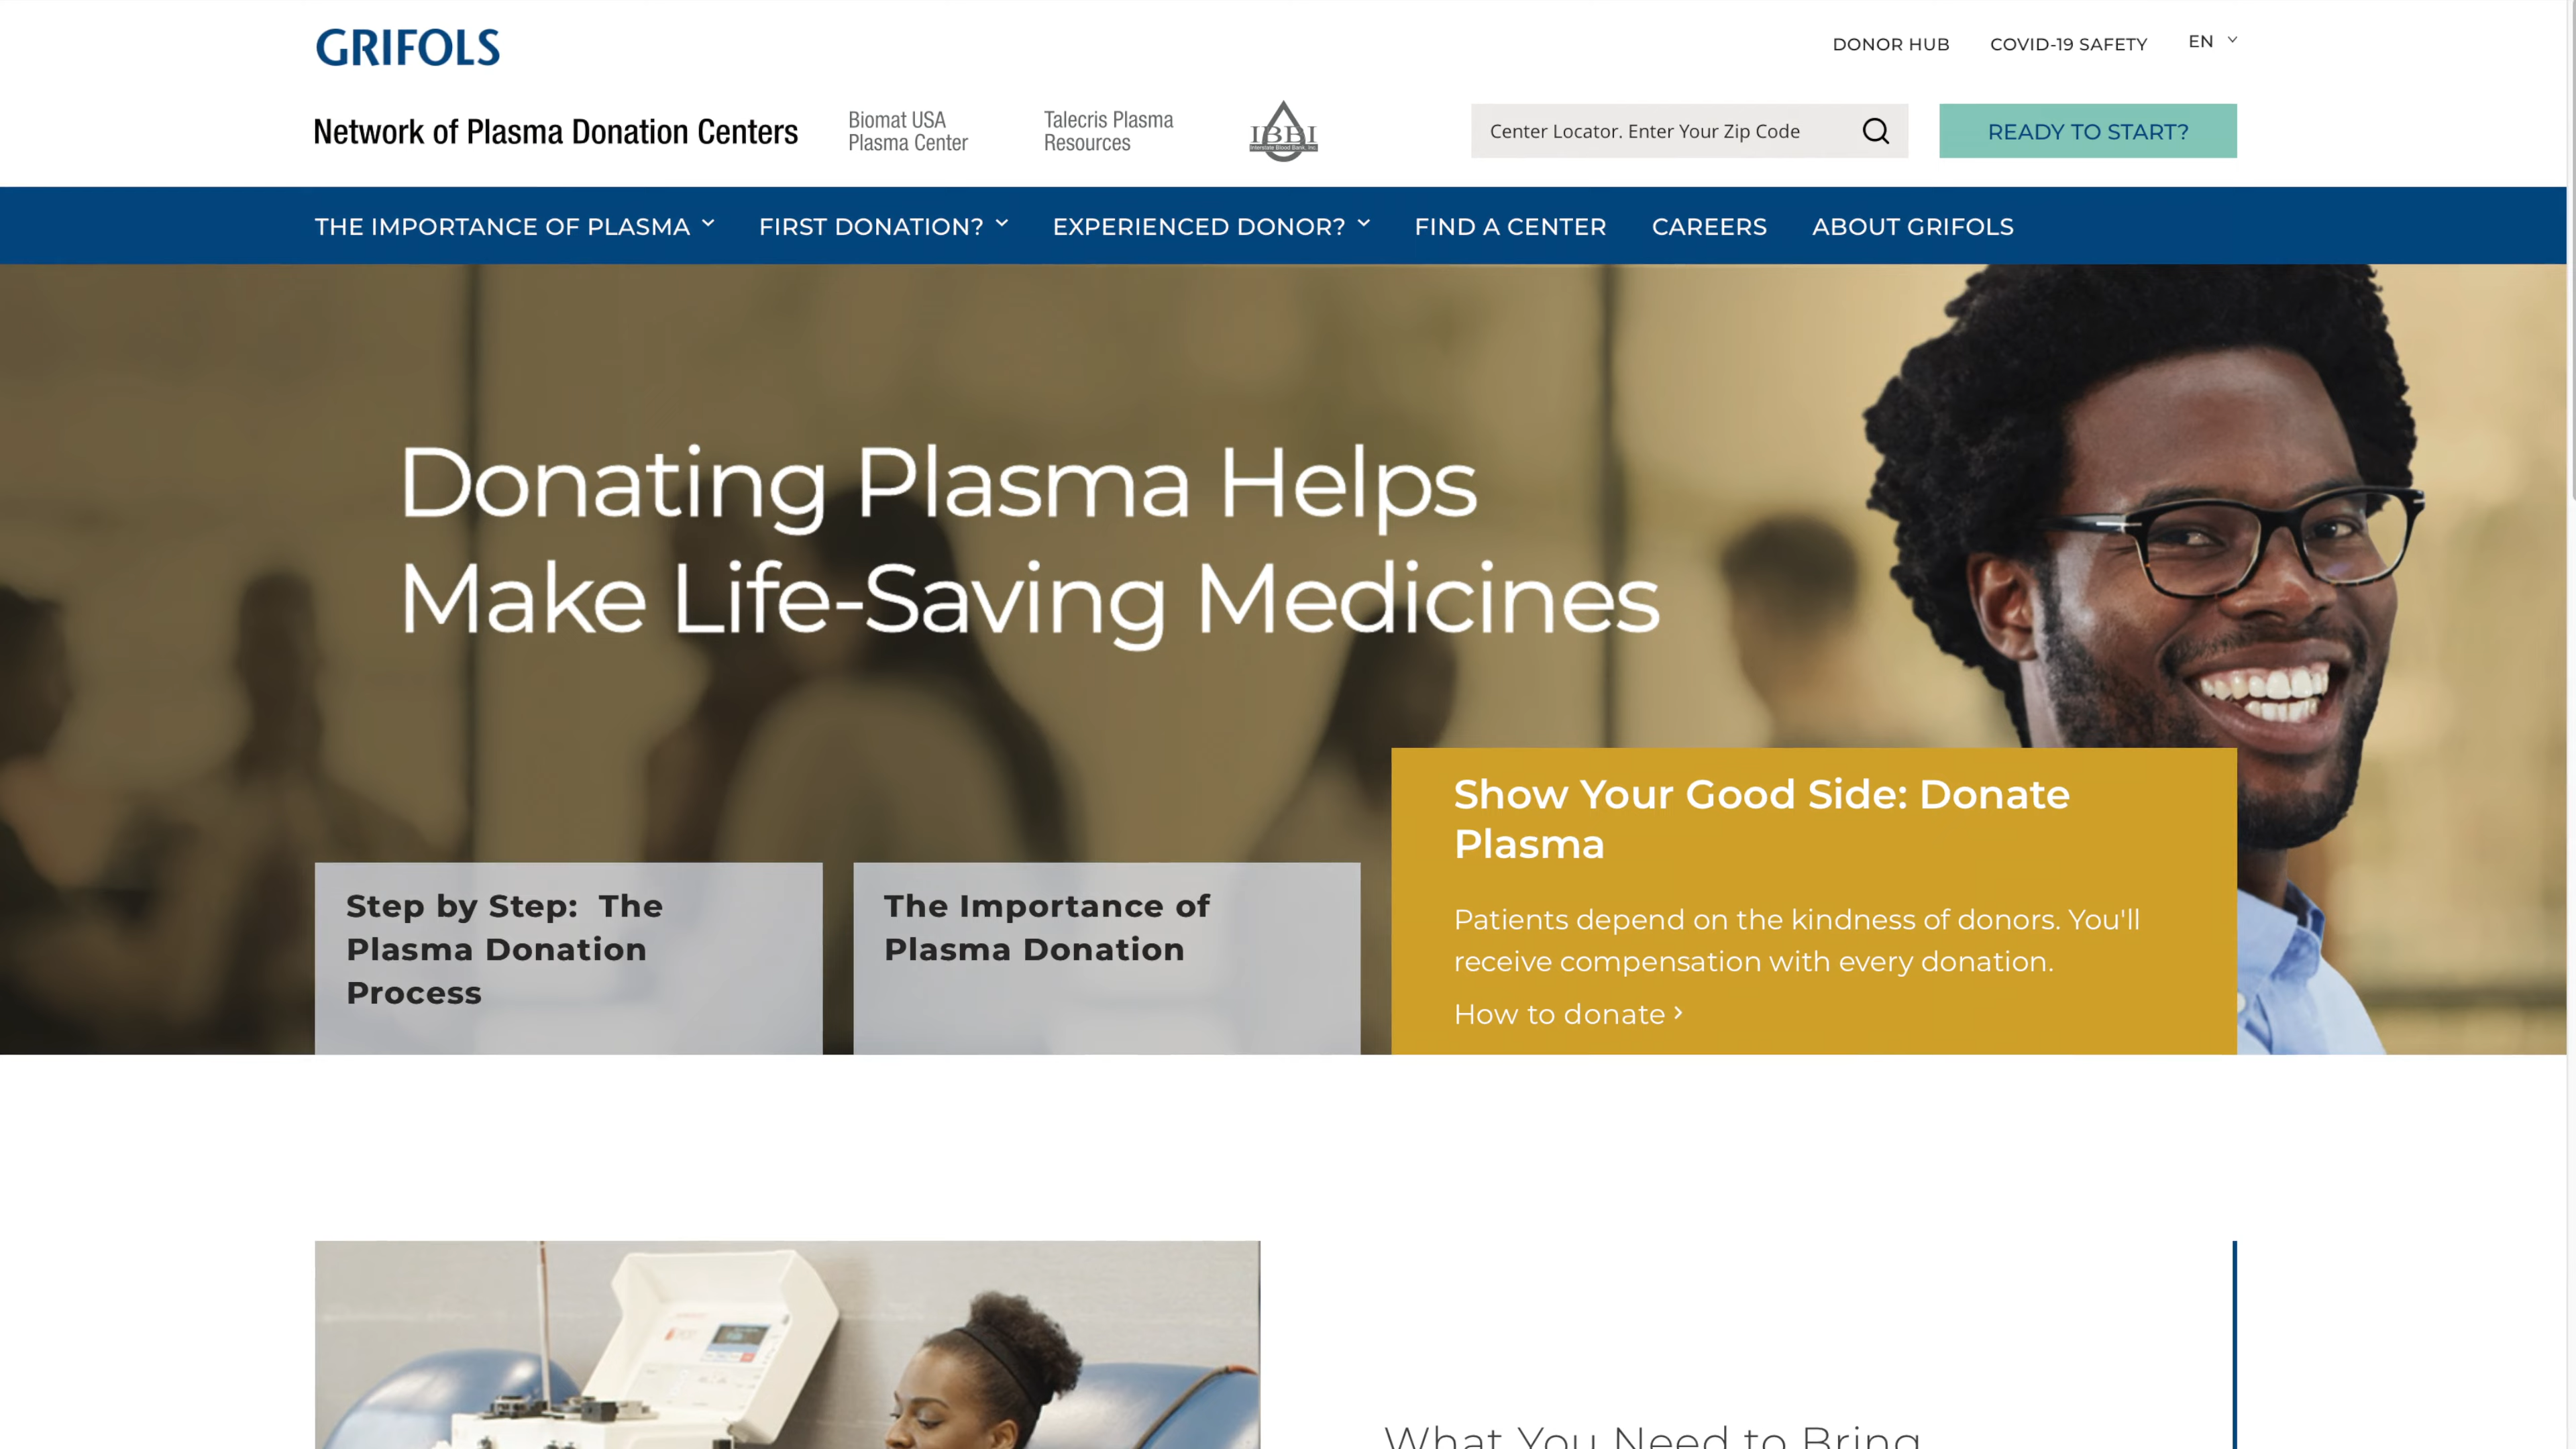 GRIFOLS
DONOR HUB
COVID-19 SAFETY
EN
Network of Plasma Donation Centers
Biomat USA
Plasma Center
Talecris Plasma
Resources
IBBI
Interstate Blood Bank, Inc.
Center Locator. Enter Your Zip Code
READY TO START?
THE IMPORTANCE OF PLASMA
FIRST DONATION?
EXPERIENCED DONOR?
FIND A CENTER
CAREERS
ABOUT GRIFOLS
Donating Plasma Helps
Make Life-Saving Medicines
Step by Step: The
Plasma Donation
Process
The Importance of
Plasma Donation
Show Your Good Side: Donate
Plasma
Patients depend on the kindness of donors. You'll
receive compensation with every donation.
How to donate
What You Need to Bring